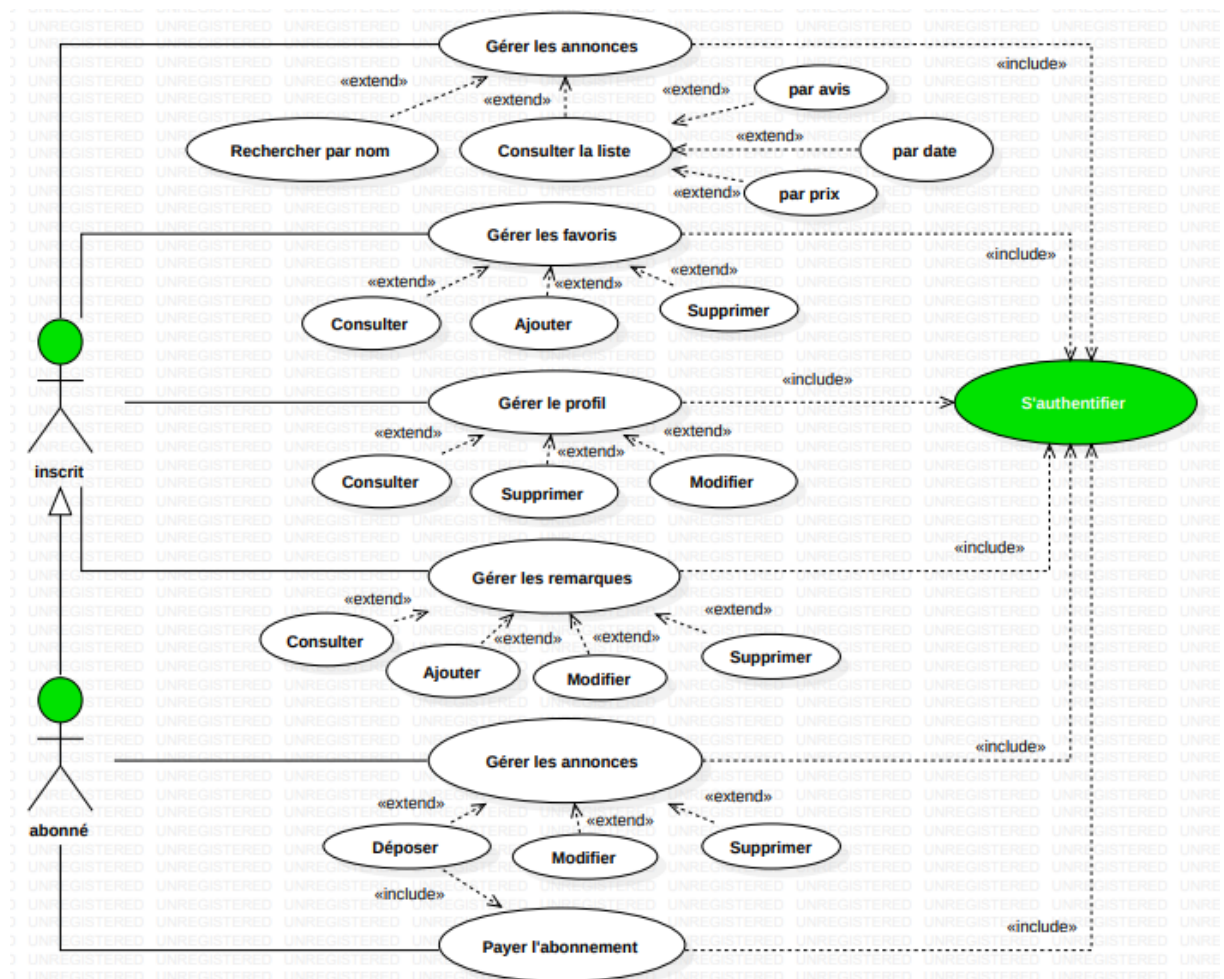 Gérer les annonces
«include»
«extend»
«extend»
«extend»
par avis
«extend»
Rechercher par nom
Consulter la liste
par date
«extend»
par prix
Gérer les favoris
«include»
«extend»
«extend»
«extend»
Consulter
Ajouter
Supprimer
«include»
Gérer le profil
S'authentifier
«extend»
«extend»
«extend»
inscrit
Consulter
Supprimer
Modifier
«include»
Gérer les remarques
«extend»
«extend»
«extend»
«extend»
Consulter
Ajouter
Modifier
Supprimer
«include»
Gérer les annonces
«extend»
«extend»
«extend»
abonné
Déposer
Modifier
Supprimer
«include»
«include»
Payer l'abonnement
UNREGISTERED